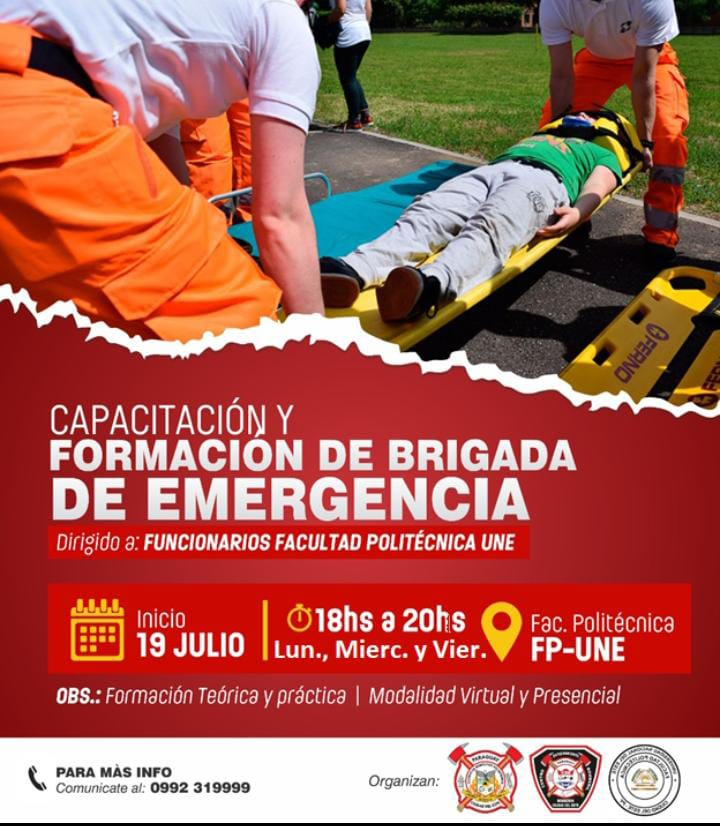 FERNO
CAPACITACIÓN Y
FORMACIÓN DE BRIGADA
DE EMERGENCIA
Dirigido a: FUNCIONARIOS FACULTAD POLITÉCNICA UNE
Inicio
19 JULIO
18hs a 20hs
Lun., Mierc. y Vier.
Fac. Politécnica
FP-UNE
OBS.: Formación Teórica y práctica | Modalidad Virtual y Presencial
PARA MÀS INFO
Comunicate al: 0992 319999
Organizan:
PARAGUAY